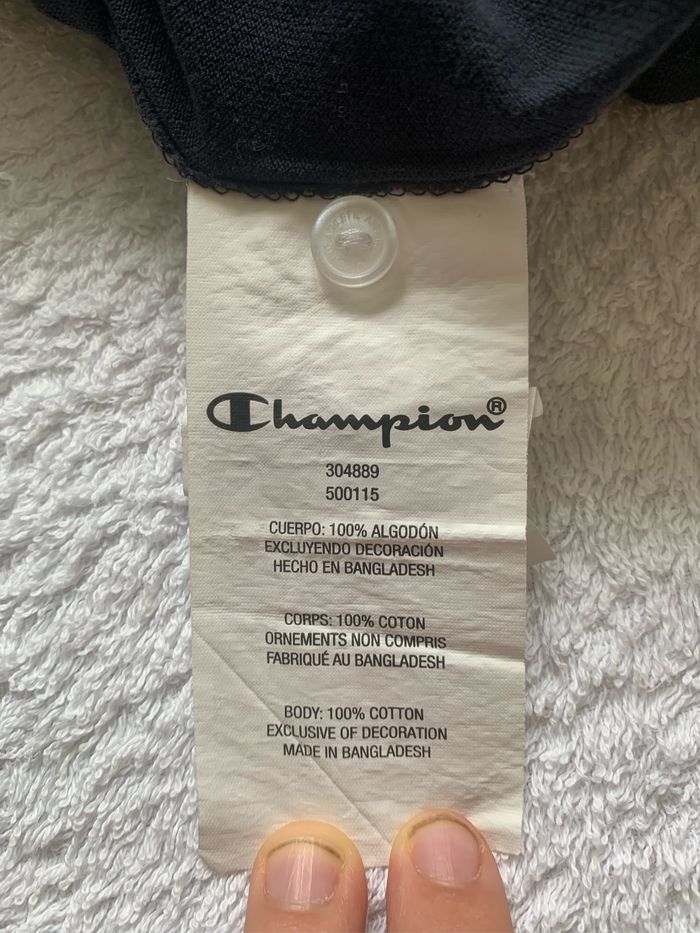 Champion®
304889
500115
CUERPO: 100% ALGODÓN
EXCLUYENDO DECORACIÓN
HECHO EN BANGLADESH
CORPS: 100% COTON
ORNEMENTS NON COMPRIS
FABRIQUÉ AU BANGLADESH
BODY: 100% COTTON
EXCLUSIVE OF DECORATION
MADE IN BANGLADESH